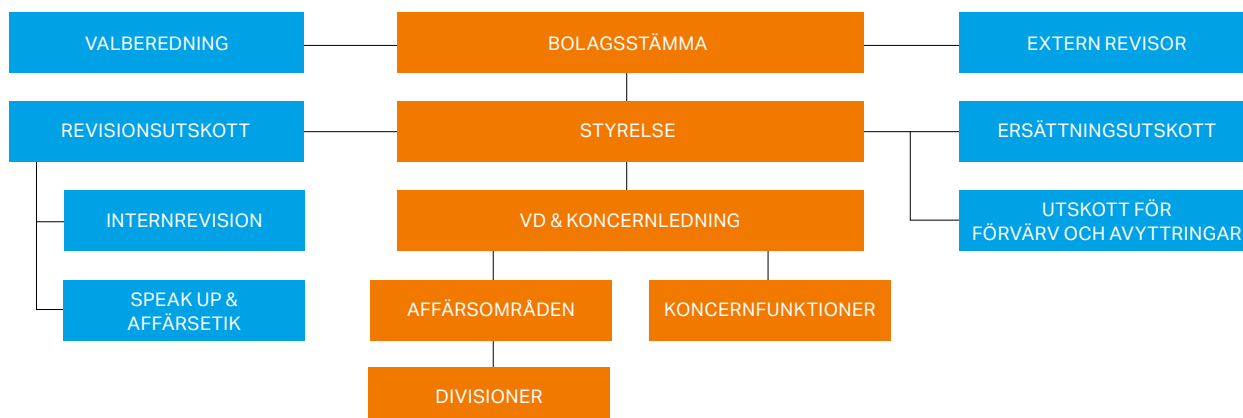 VALBEREDNING
BOLAGSSTÄMMA
EXTERN REVISOR
REVISIONSUTSKOTT
STYRELSE
ERSÄTTNINGSUTSKOTT
INTERNREVISION
VD & KONCERNLEDNING
UTSKOTT FÖR
FÖRVÄRV OCH AVYTTRINGAR
SPEAK UP &
AFFÄRSETIK
AFFÄRSOMRÅDEN
KONCERNFUNKTIONER
DIVISIONER